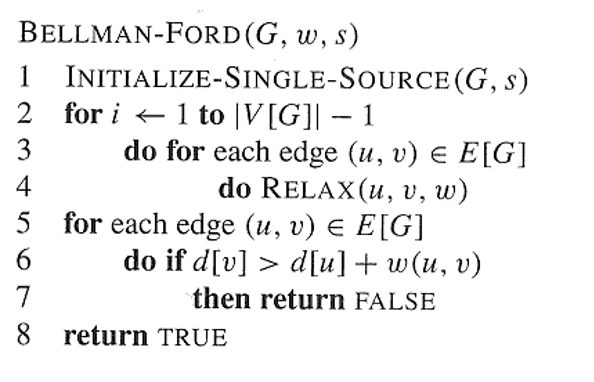 BELLMAN-FORD(G, w, s)
1 INITIALIZE-SINGLE-SOURCE(G, s)
2 for i ← 1 to |V[G]| − 1
3 do for each edge (u, v) ∈ E[G]
4 do RELAX(u, v, w)
5 for each edge (u, v) ∈ E[G]
6 do if d[v] > d[u] + w(u, v)
7 then return FALSE
8 return TRUE